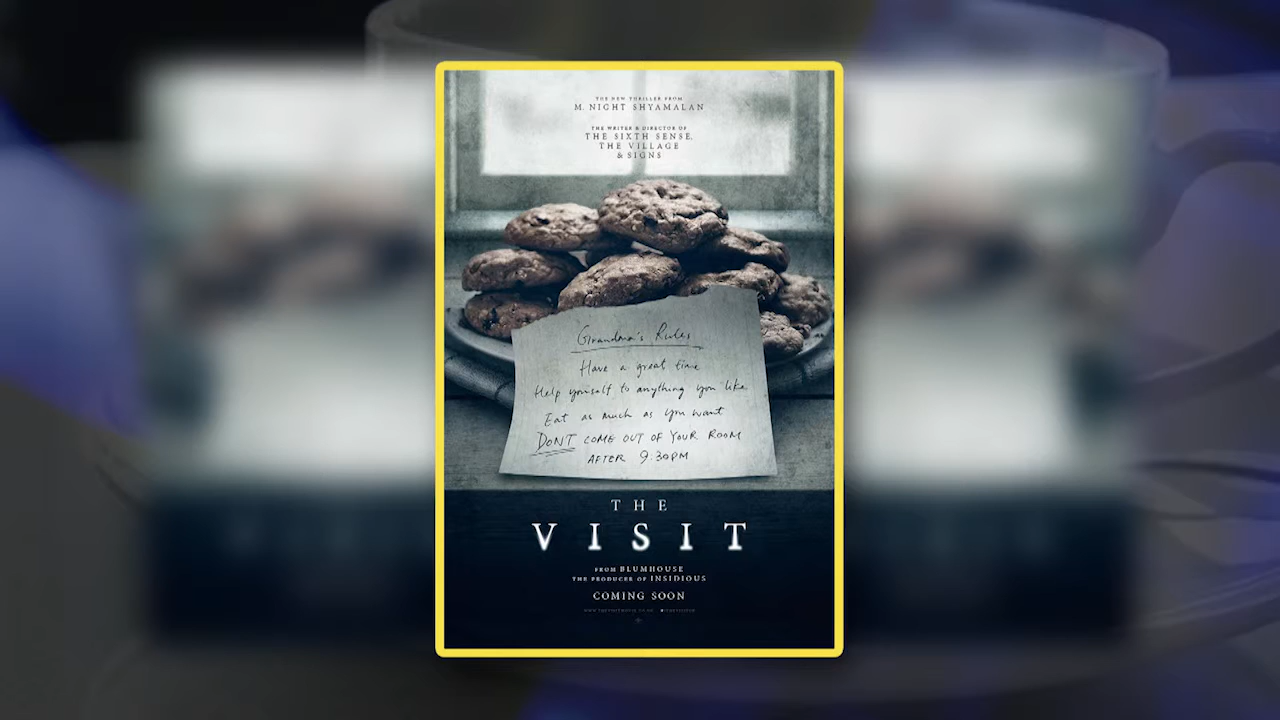 THE NEW THRILLER FROM
M. NIGHT SHYAMALAN
THE WRITER & DIRECTOR OF
THE SIXTH SENSE,
THE VILLAGE
& SIGNS
Grandma's Rules
Have a great time
Help yourself to anything you like
Eat as much as you want
DON'T COME OUT OF YOUR ROOM
AFTER 9:30PM
THE
VISIT
FROM BLUMHOUSE
THE PRODUCER OF INSIDIOUS
COMING SOON